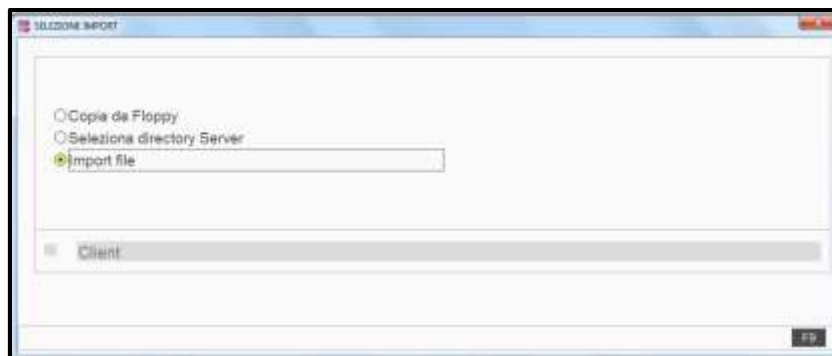 SELEZIONE IMPORT
Copia da Floppy
Seleziona directory Server
Import file
Client
F9